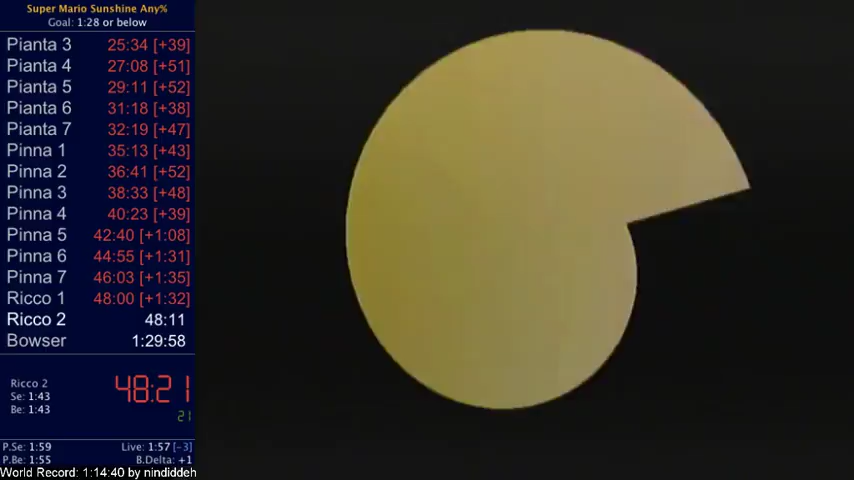 Super Mario Sunshine Any%
Goal: 1:28 or below
Pianta 3 25:34 [+39]
Pianta 4 27:08 [+51]
Pianta 5 29:11 [+52]
Pianta 6 31:18 [+38]
Pianta 7 32:19 [+47]
Pinna 1 35:13 [+43]
Pinna 2 36:41 [+52]
Pinna 3 38:33 [+48]
Pinna 4 40:23 [+39]
Pinna 5 42:40 [+1:08]
Pinna 6 44:55 [+1:31]
Pinna 7 46:03 [+1:35]
Ricco 1 48:00 [+1:32]
Ricco 2 48:11
Bowser 1:29:58
Ricco 2
Se: 1:43
Be: 1:43
48:21
21
P.Se: 1:59 Live: 1:57 [-3]
P.Be: 1:55 B.Delta: +1
World Record: 1:14:40 by nindiddeh